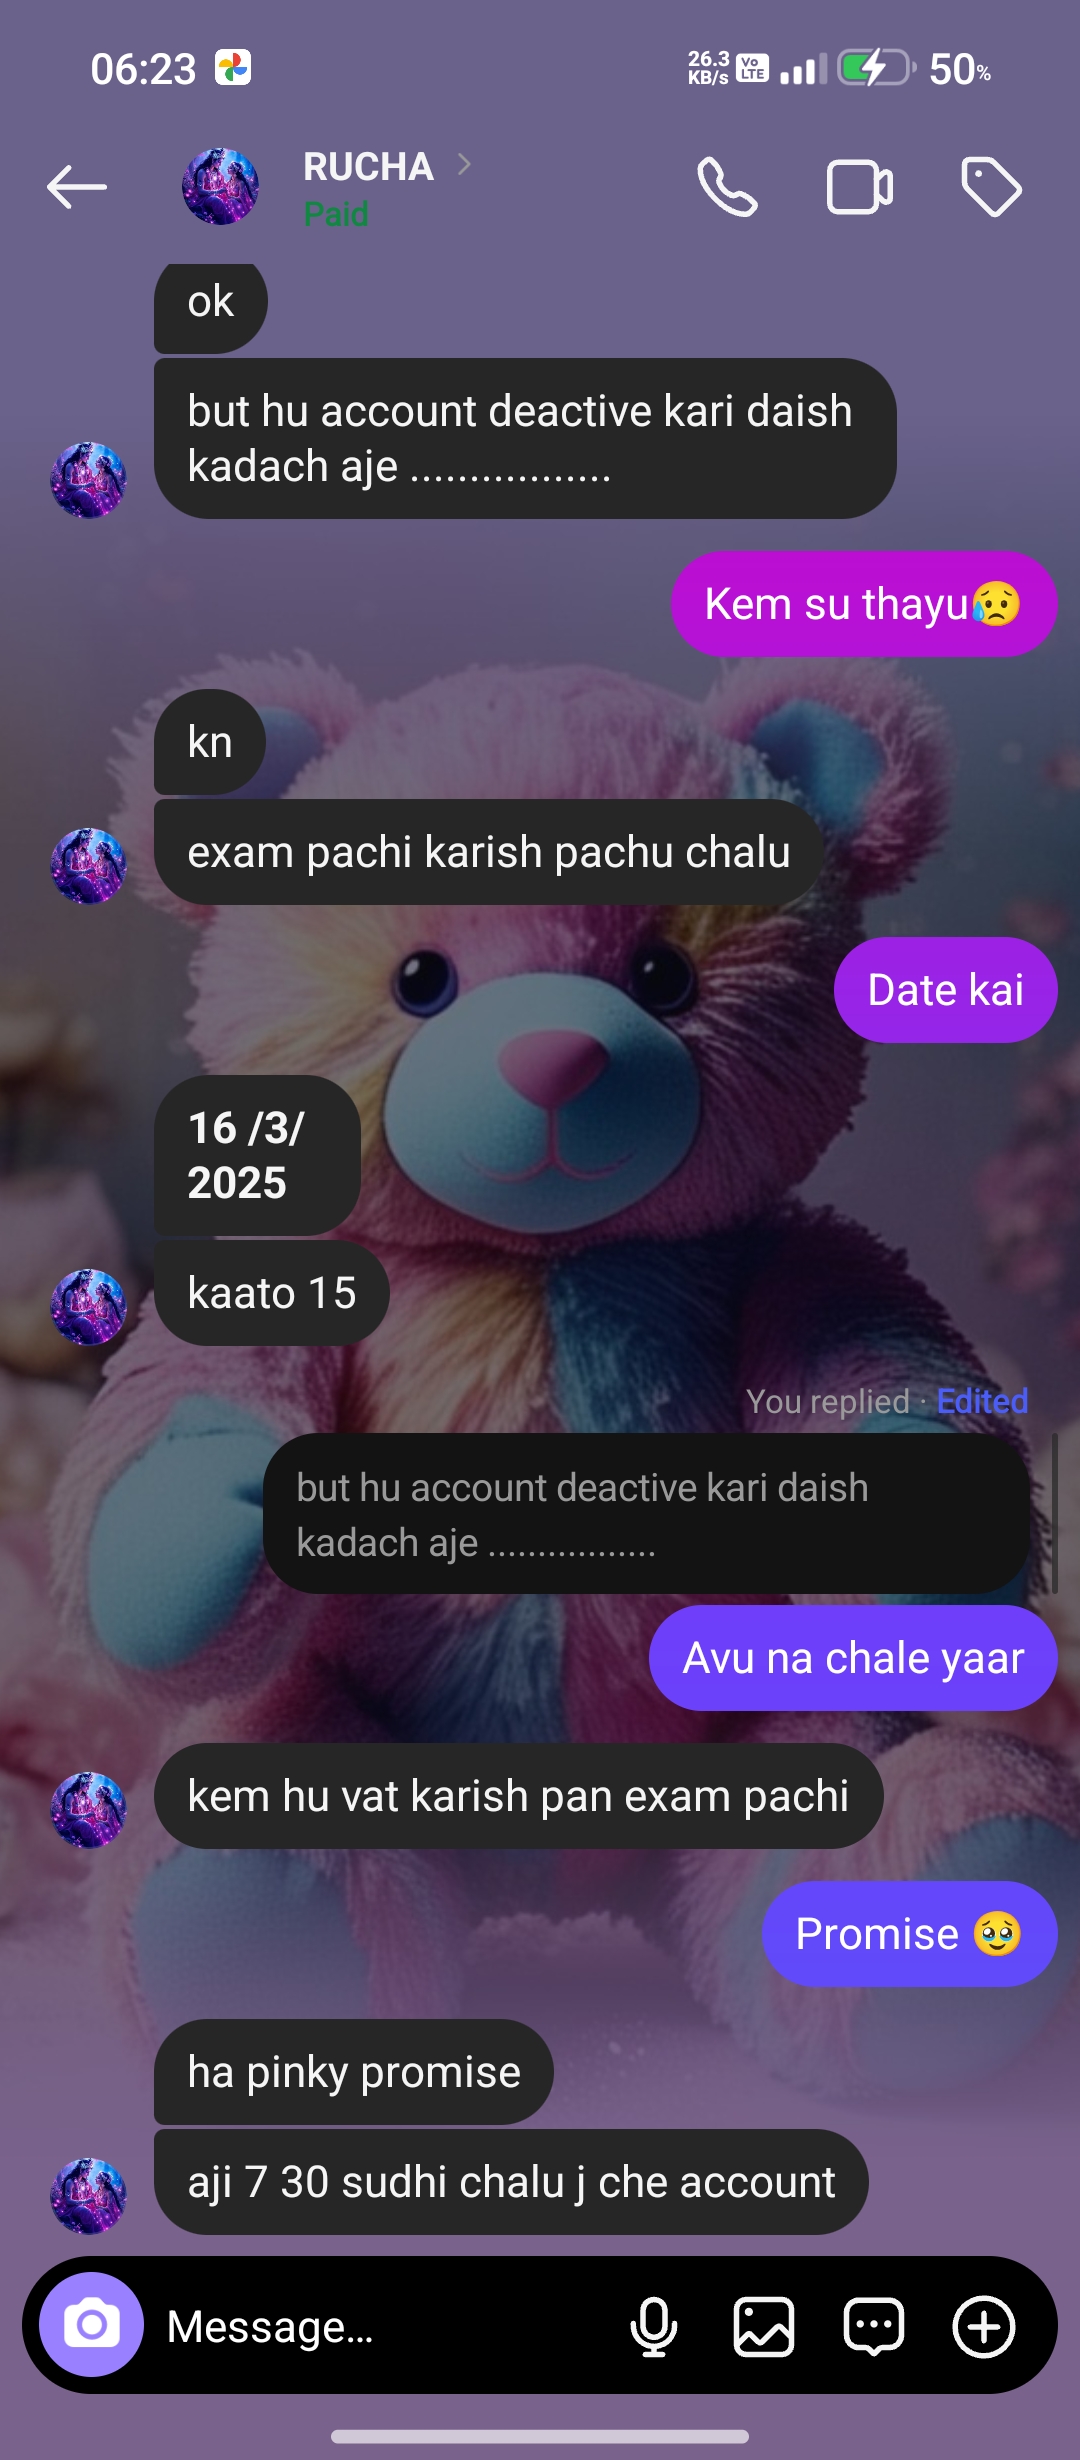 06:23
26.3
KB/s
Vo
LTE
50%
RUCHA
Paid
ok
but hu account deactive kari daish
kadach aje .................
Kem su thayu😥
kn
exam pachi karish pachu chalu
Date kai
16 /3/
2025
kaato 15
You replied · Edited
but hu account deactive kari daish
kadach aje .................
Avu na chale yaar
kem hu vat karish pan exam pachi
Promise 🥹
ha pinky promise
aji 7 30 sudhi chalu j che account
Message...